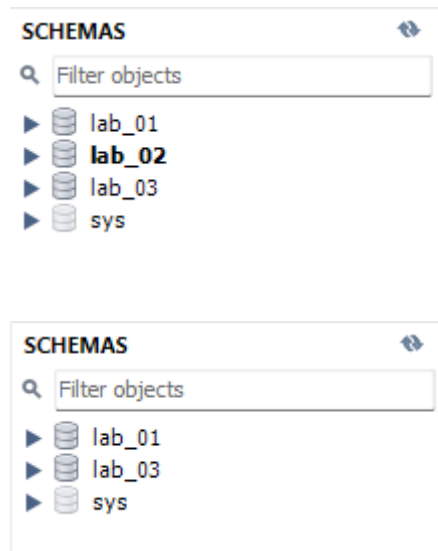 SCHEMAS
Filter objects
lab_01
lab_02
lab_03
sys
SCHEMAS
Filter objects
lab_01
lab_03
sys